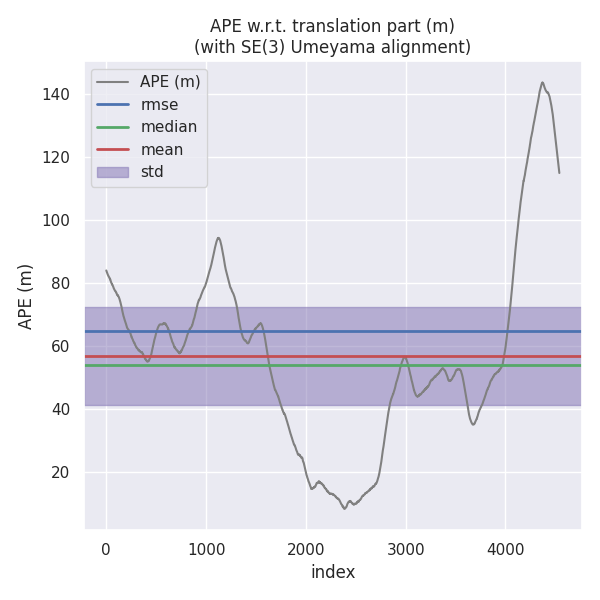 APE w.r.t. translation part (m)
(with SE(3) Umeyama alignment)
APE (m)
rmse
median
mean
std
APE (m)
140
120
100
80
60
40
20
0
1000
2000
3000
4000
index